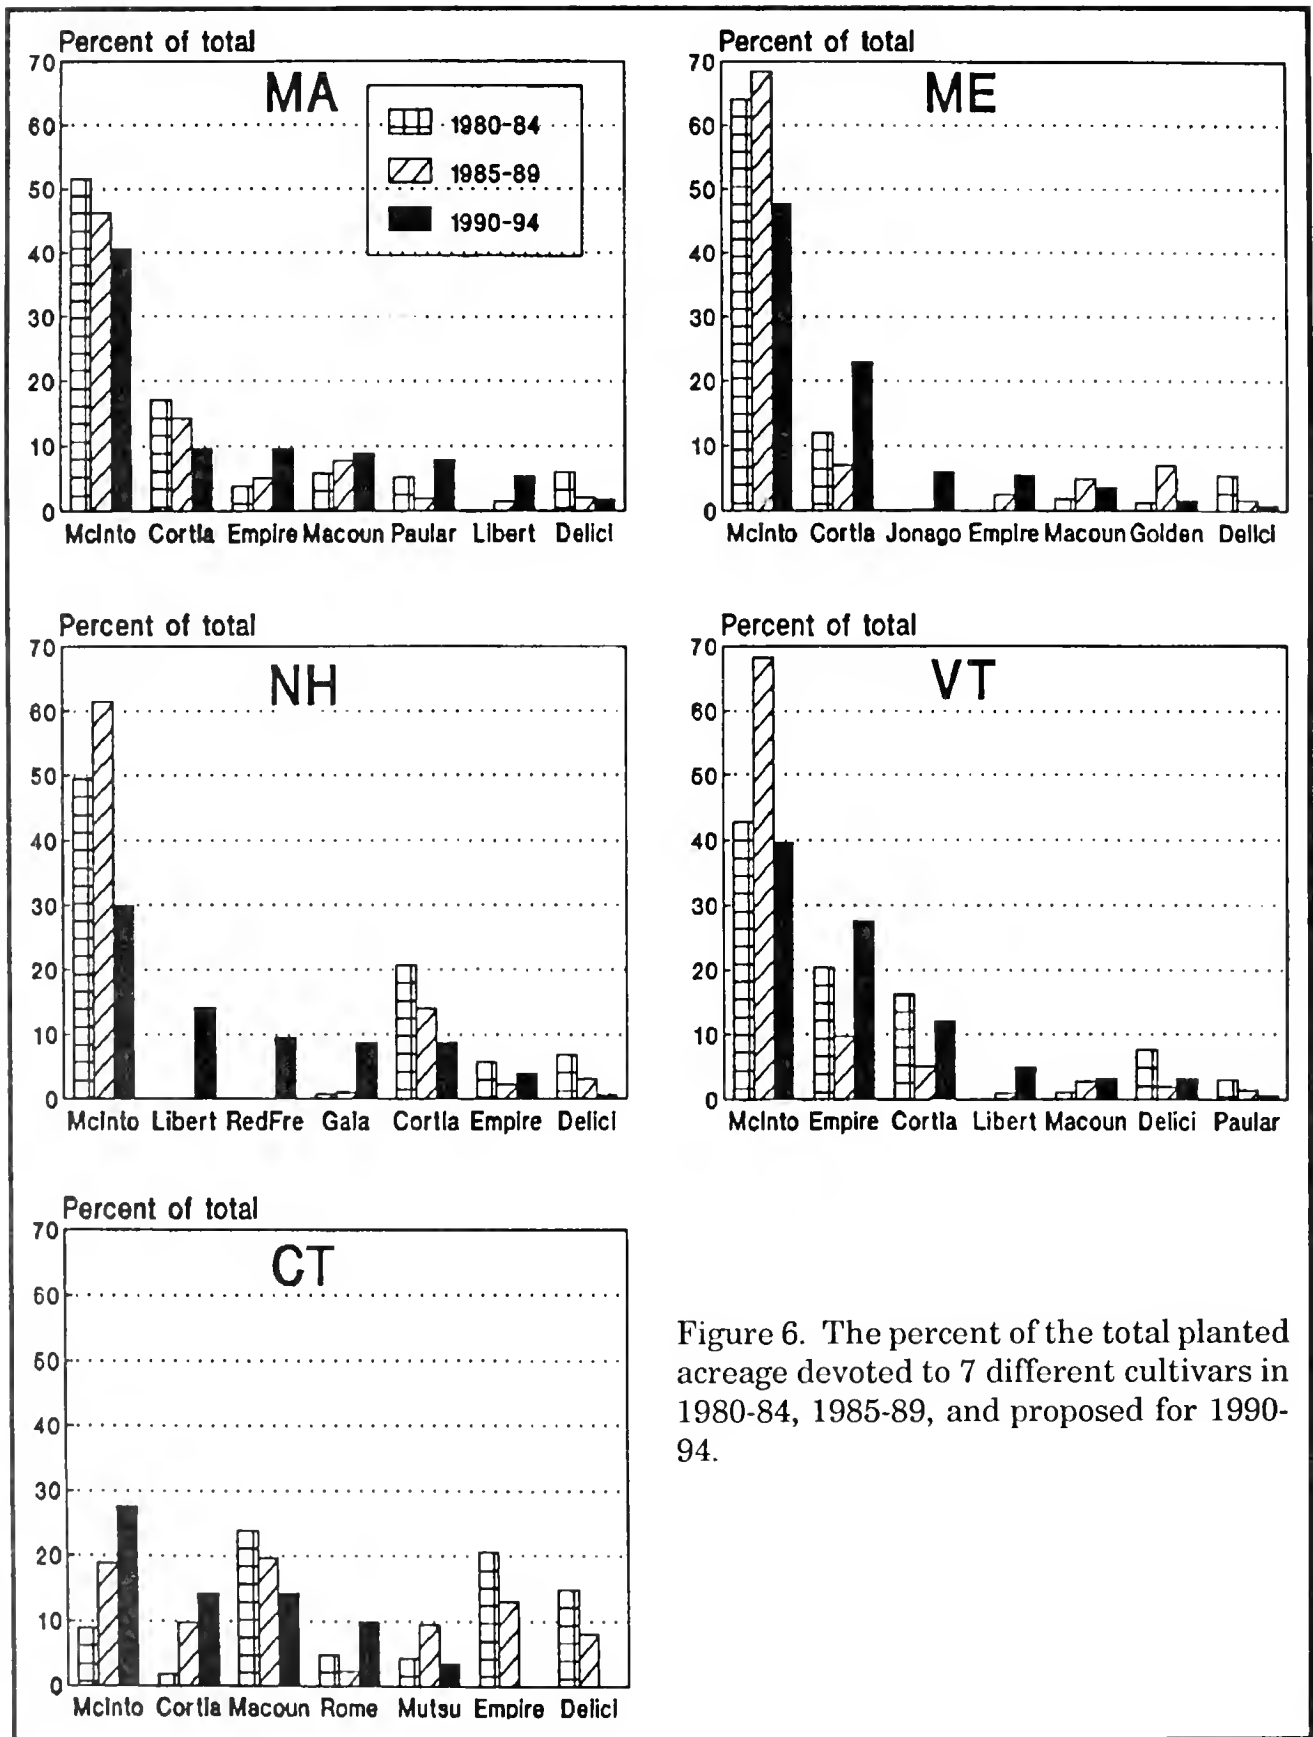 Percent of total
MA
70
60
50
40
30
20
10
0
1980-84
1985-89
1990-94
McInto Cortla Empire Macoun Paular Libert Delici
Percent of total
ME
70
60
50
40
30
20
10
0
McInto Cortla Jonago Empire Macoun Golden Delici
Percent of total
NH
70
60
50
40
30
20
10
0
McInto Libert RedFre Gala Cortla Empire Delici
Percent of total
VT
70
60
50
40
30
20
10
0
McInto Empire Cortla Libert Macoun Delici Paular
Percent of total
CT
70
60
50
40
30
20
10
0
McInto Cortla Macoun Rome Mutsu Empire Delici
Figure 6. The percent of the total planted
acreage devoted to 7 different cultivars in
1980-84, 1985-89, and proposed for 1990-
94.